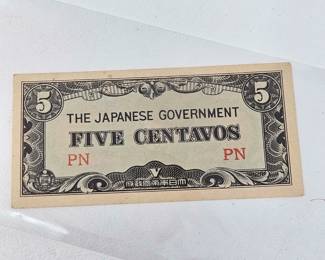 5 5
THE JAPANESE GOVERNMENT
FIVE CENTAVOS
PN PN